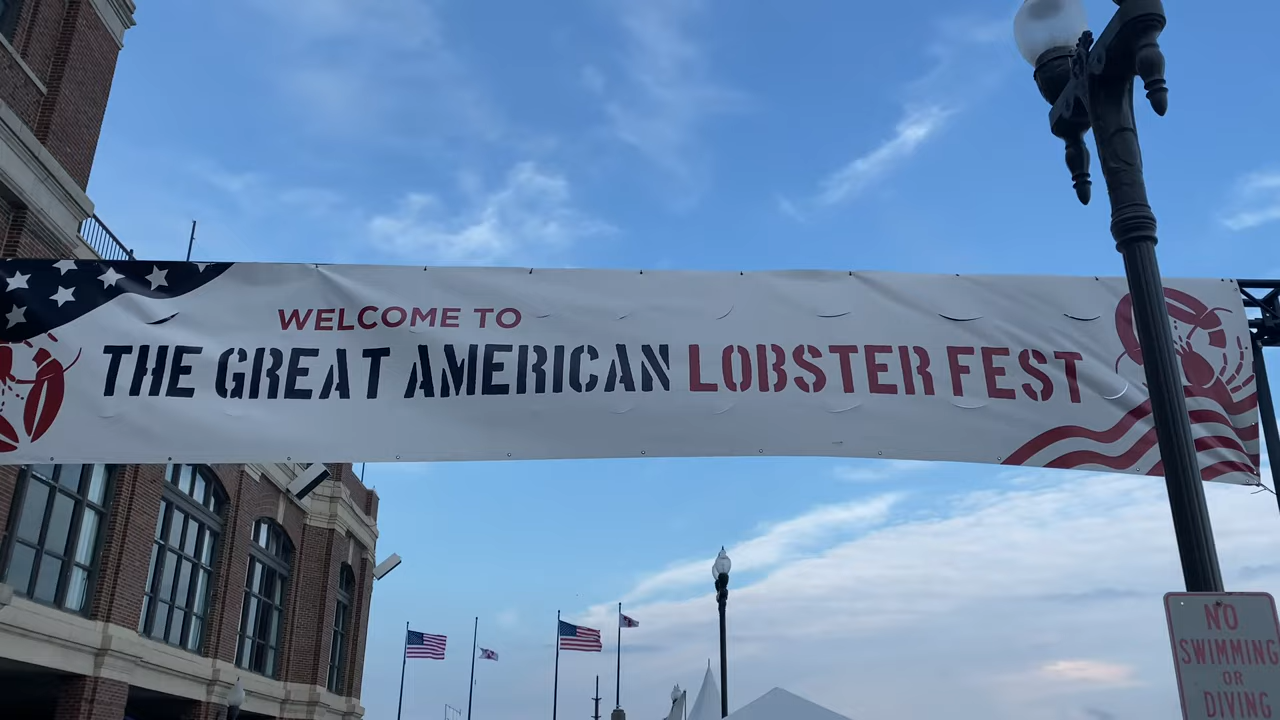 WELCOME TO
THE GREAT AMERICAN LOBSTER FEST
NO
SWIMMING
OR
DIVING